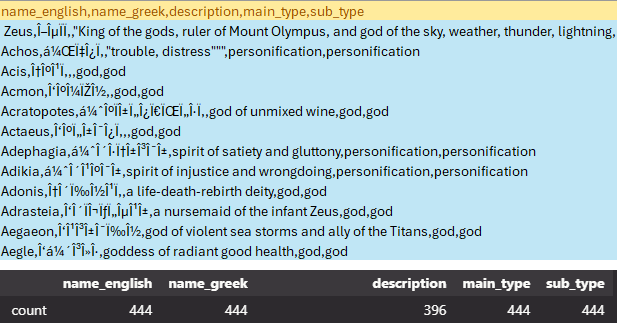 name_english,name_greek,description,main_type,sub_type
Zeus,Î–ÎµÏÏ‚,"King of the gods, ruler of Mount Olympus, and god of the sky, weather, thunder, lightning,
Achos,á¼ŒÏ‡Î¿Ï‚,"trouble, distress""",personification,personification
Acis,Î†ÎºÎ¹Ï‚,,god,god
Acmon,Î‘ÎºÎ¼ÏŽÎ½,,god,god
Acratopotes,á¼ˆÎºÏÎ±Ï„Î¿Ï€ÏŒÏ„Î·Ï‚,god of unmixed wine,god,god
Actaeus,Î‘ÎºÏ„Î±Î¯Î¿Ï‚,,god,god
Adephagia,á¼ˆÎ´Î·Ï†Î±Î³Î¯Î±,spirit of satiety and gluttony,personification,personification
Adikia,á¼ˆÎ´Î¹ÎºÎ¯Î±,spirit of injustice and wrongdoing,personification,personification
Adonis,Î†Î´Ï‰Î½Î¹Ï‚,a life-death-rebirth deity,god,god
Adrasteia,Î‘Î´ÏÎ¬ÏƒÏ„ÎµÎ¹Î±,a nursemaid of the infant Zeus,god,god
Aegaeon,Î‘Î¹Î³Î±Î¯Ï‰Î½,god of violent sea storms and ally of the Titans,god,god
Aegle,Î‘á¼´Î³Î»Î·,goddess of radiant good health,god,god
name_english name_greek description main_type sub_type
count 444 444 396 444 444